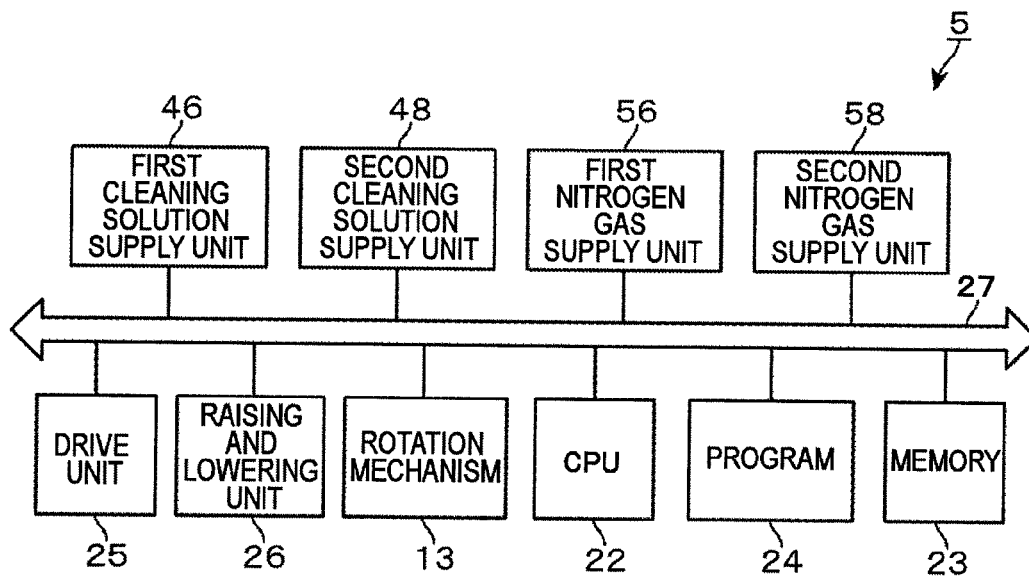 5
46
48
56
58
FIRST
CLEANING
SOLUTION
SUPPLY UNIT
SECOND
CLEANING
SOLUTION
SUPPLY UNIT
FIRST
NITROGEN
GAS
SUPPLY UNIT
SECOND
NITROGEN
GAS
SUPPLY UNIT
27
DRIVE
UNIT
RAISING
AND
LOWERING
UNIT
ROTATION
MECHANISM
CPU
PROGRAM
MEMORY
25
26
13
22
24
23